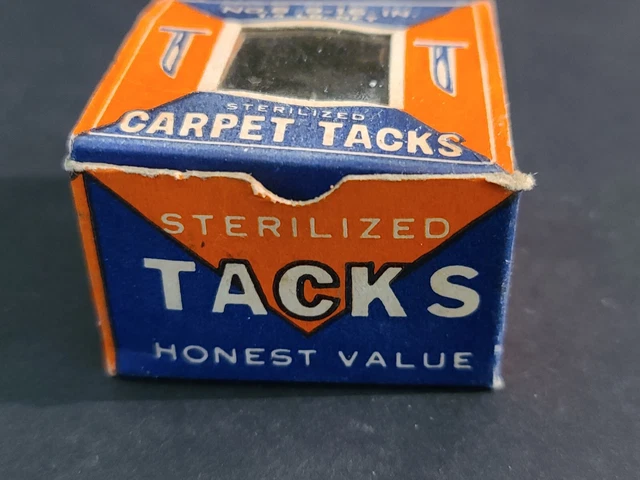 STERILIZED
CARPET TACKS
STERILIZED
TACKS
HONEST VALUE